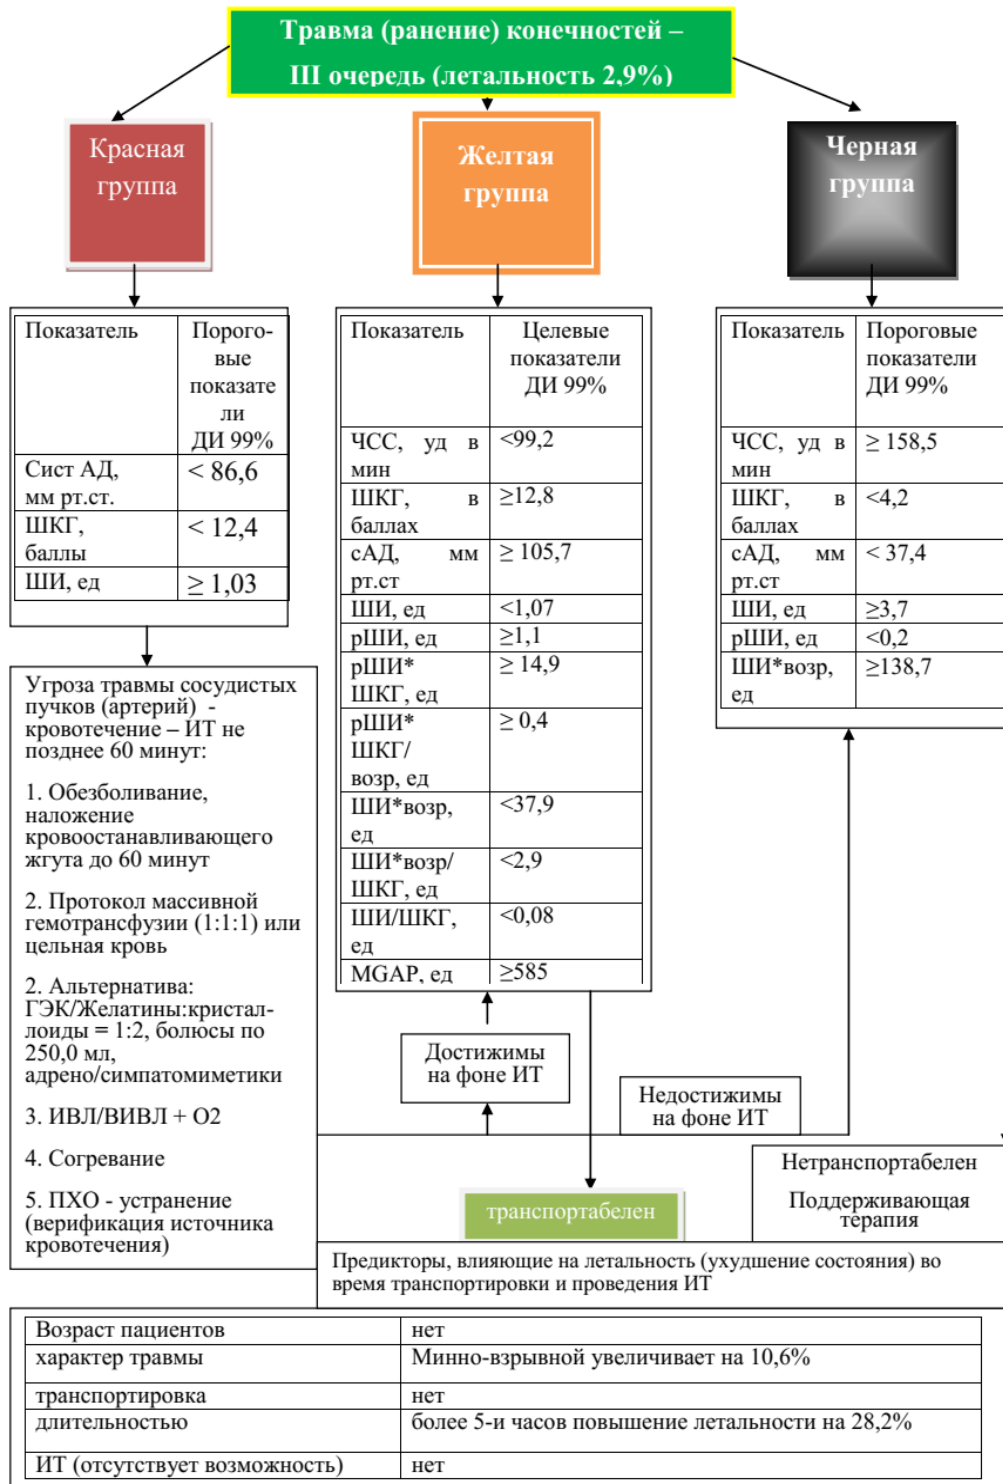 Травма (ранение) конечностей –
III очередь (летальность 2,9%)
Красная
группа
Желтая
группа
Черная
группа
Показатель
Порого-
вые
показате
ли
ДИ 99%
Сист АД,
мм рт.ст.
< 86,6
ШКГ,
баллы
< 12,4
ШИ, ед
≥ 1,03
Показатель
Целевые
показатели
ДИ 99%
ЧСС, уд в
мин
<99,2
ШКГ, в
баллах
≥12,8
сАД, мм
рт.ст
≥ 105,7
ШИ, ед
<1,07
рШИ, ед
≥1,1
рШИ*
ШКГ, ед
≥ 14,9
рШИ*
ШКГ/
возр, ед
≥ 0,4
ШИ*возр,
ед
<37,9
ШИ*возр/
ШКГ, ед
<2,9
ШИ/ШКГ,
ед
<0,08
MGAP, ед
≥585
Показатель
Пороговые
показатели
ДИ 99%
ЧСС, уд в
мин
≥ 158,5
ШКГ, в
баллах
<4,2
сАД, мм
рт.ст
< 37,4
ШИ, ед
≥3,7
рШИ, ед
<0,2
ШИ*возр,
ед
≥138,7
Угроза травмы сосудистых
пучков (артерий) -
кровотечение – ИТ не
позднее 60 минут:
1. Обезболивание,
наложение
кровоостанавливающего
жгута до 60 минут
2. Протокол массивной
гемотрансфузии (1:1:1) или
цельная кровь
2. Альтернатива:
ГЭК/Желатины:кристал-
лоиды = 1:2, болюсы по
250,0 мл,
адрено/симпатомиметики
3. ИВЛ/ВИВЛ + О2
4. Согревание
5. ПХО - устранение
(верификация источника
кровотечения)
Достижимы
на фоне ИТ
Недостижимы
на фоне ИТ
транспортабелен
Нетранспортабелен
Поддерживающая
терапия
Предикторы, влияющие на летальность (ухудшение состояния) во
время транспортировки и проведения ИТ
Возраст пациентов
нет
характер травмы
Минно-взрывной увеличивает на 10,6%
транспортировка
нет
длительностью
более 5-и часов повышение летальности на 28,2%
ИТ (отсутствует возможность)
нет